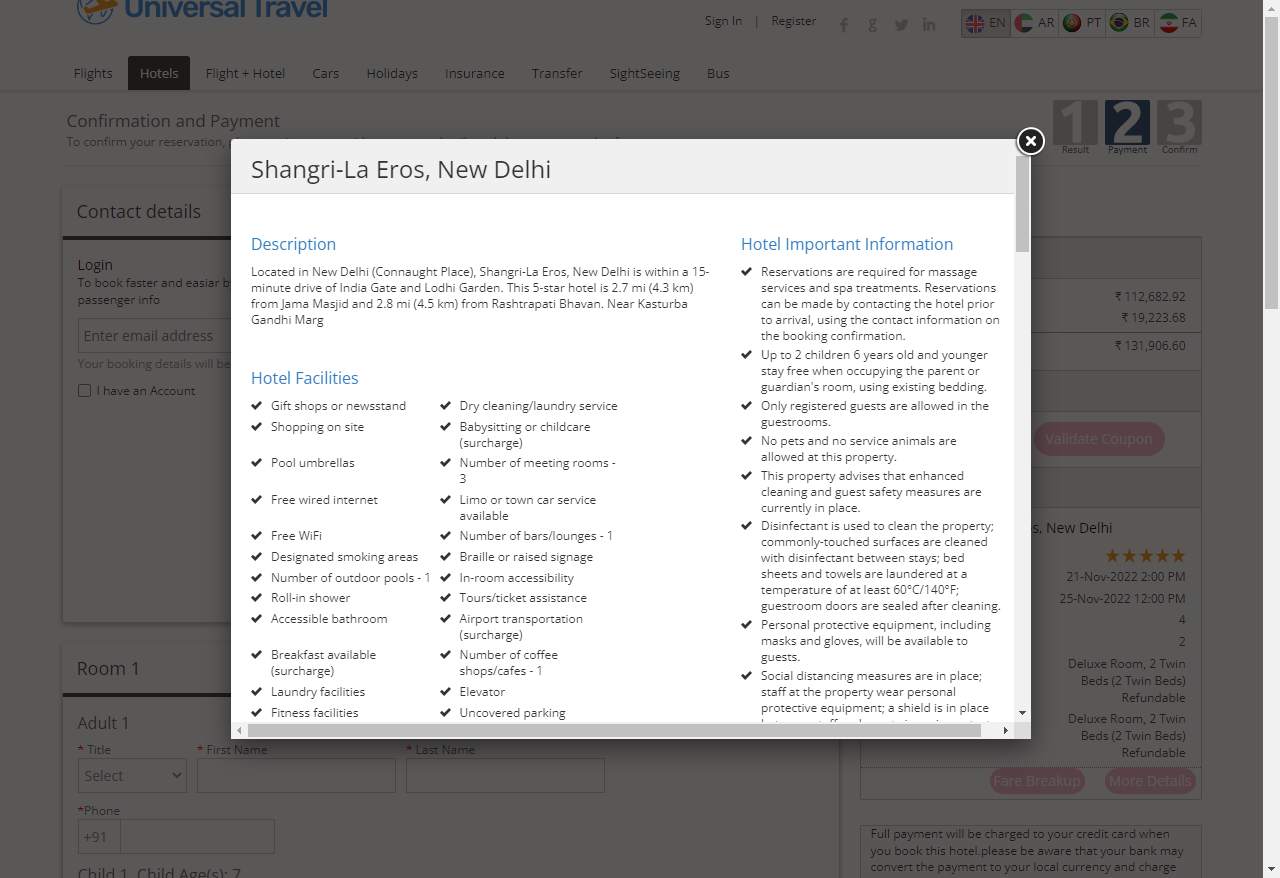 Universal Travel
Sign In | Register
EN AR PT BR FA
Flights Hotels Flight + Hotel Cars Holidays Insurance Transfer SightSeeing Bus
Confirmation and Payment
To confirm your reservation,
1 2 3
Result Payment Confirm
Contact details
Login
To book faster and easiar b
passenger info
Enter email address
Your booking details will be
I have an Account
Room 1
Adult 1
* Title * First Name * Last Name
Select
*Phone
+91
Child 1, Child Age(s): 7
Shangri-La Eros, New Delhi
Description
Located in New Delhi (Connaught Place), Shangri-La Eros, New Delhi is within a 15-
minute drive of India Gate and Lodhi Garden. This 5-star hotel is 2.7 mi (4.3 km)
from Jama Masjid and 2.8 mi (4.5 km) from Rashtrapati Bhavan. Near Kasturba
Gandhi Marg
Hotel Facilities
Gift shops or newsstand
Shopping on site
Pool umbrellas
Free wired internet
Free WiFi
Designated smoking areas
Number of outdoor pools - 1
Roll-in shower
Accessible bathroom
Breakfast available
(surcharge)
Laundry facilities
Fitness facilities
Dry cleaning/laundry service
Babysitting or childcare
(surcharge)
Number of meeting rooms -
3
Limo or town car service
available
Number of bars/lounges - 1
Braille or raised signage
In-room accessibility
Tours/ticket assistance
Airport transportation
(surcharge)
Number of coffee
shops/cafes - 1
Elevator
Uncovered parking
Hotel Important Information
Reservations are required for massage
services and spa treatments. Reservations
can be made by contacting the hotel prior
to arrival, using the contact information on
the booking confirmation.
Up to 2 children 6 years old and younger
stay free when occupying the parent or
guardian's room, using existing bedding.
Only registered guests are allowed in the
guestrooms.
No pets and no service animals are
allowed at this property.
This property advises that enhanced
cleaning and guest safety measures are
currently in place.
Disinfectant is used to clean the property;
commonly-touched surfaces are cleaned
with disinfectant between stays; bed
sheets and towels are laundered at a
temperature of at least 60°C/140°F;
guestroom doors are sealed after cleaning.
Personal protective equipment, including
masks and gloves, will be available to
guests.
Social distancing measures are in place;
staff at the property wear personal
protective equipment; a shield is in place
₹ 112,682.92
₹ 19,223.68
₹ 131,906.60
Validate Coupon
s, New Delhi
21-Nov-2022 2:00 PM
25-Nov-2022 12:00 PM
4
2
Deluxe Room, 2 Twin
Beds (2 Twin Beds)
Refundable
Deluxe Room, 2 Twin
Beds (2 Twin Beds)
Refundable
Fare Breakup More Details
Full payment will be charged to your credit card when
you book this hotel.please be aware that your bank may
convert the payment to your local currency and charge